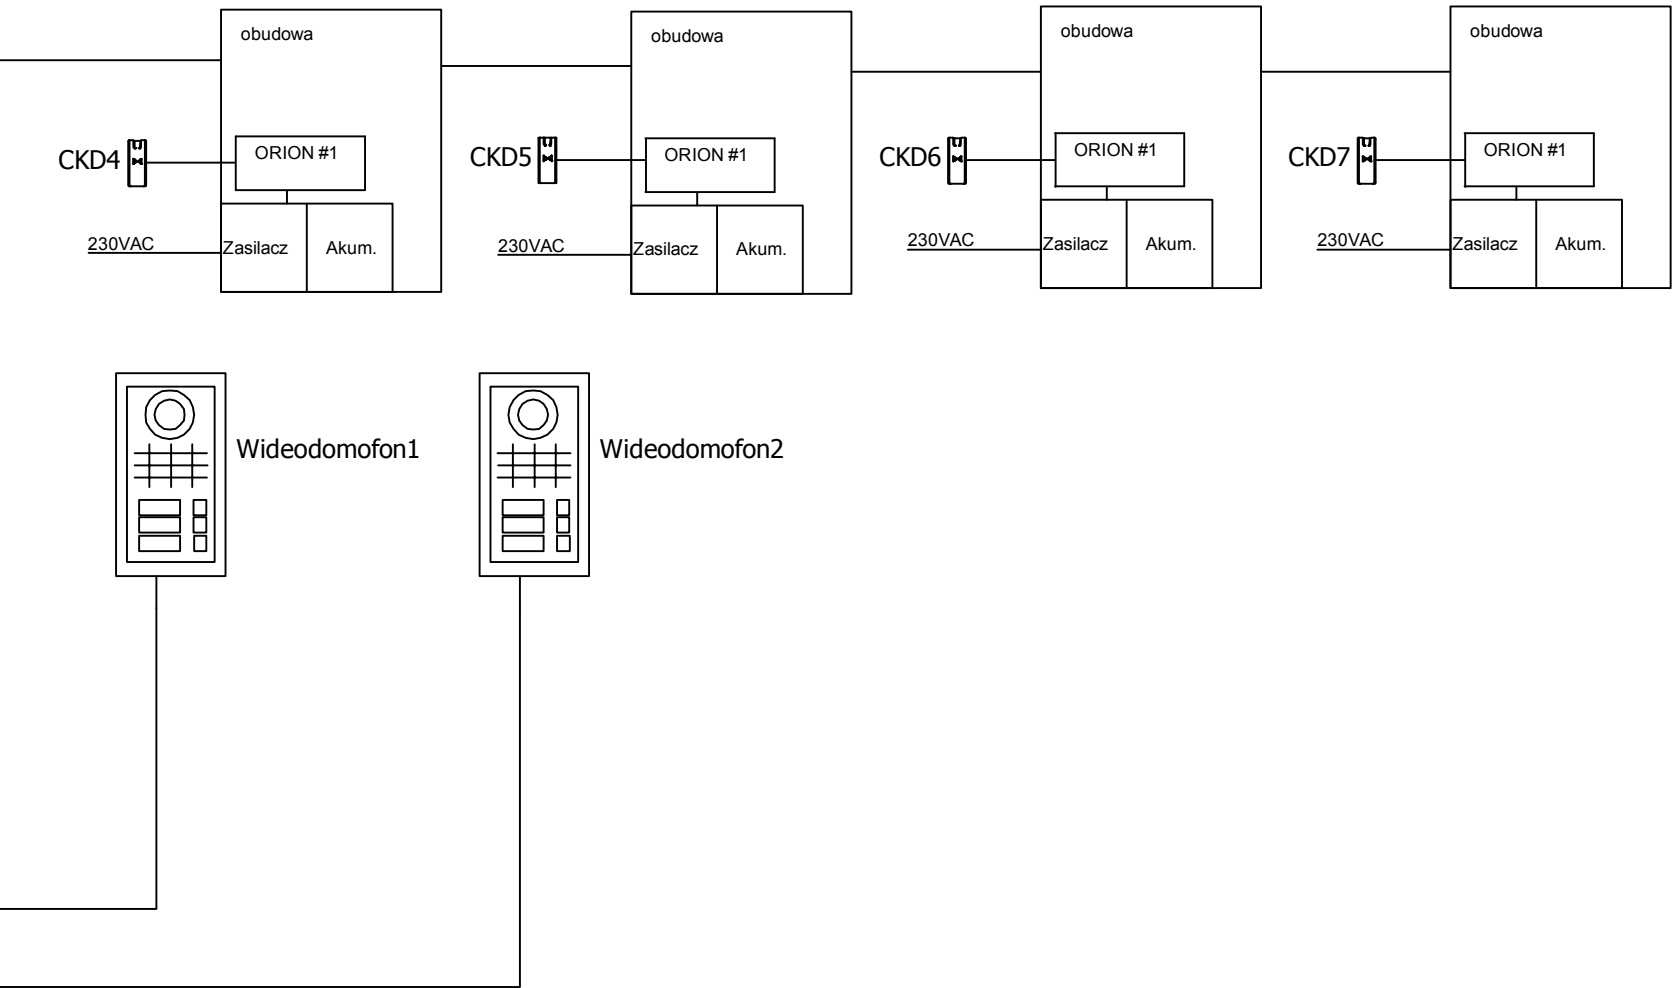 obudowa
obudowa
obudowa
obudowa
CKD4
ORION #1
CKD5
ORION #1
CKD6
ORION #1
CKD7
ORION #1
230VAC
Zasilacz
Akum.
230VAC
Zasilacz
Akum.
230VAC
Zasilacz
Akum.
230VAC
Zasilacz
Akum.
Wideodomofon1
Wideodomofon2